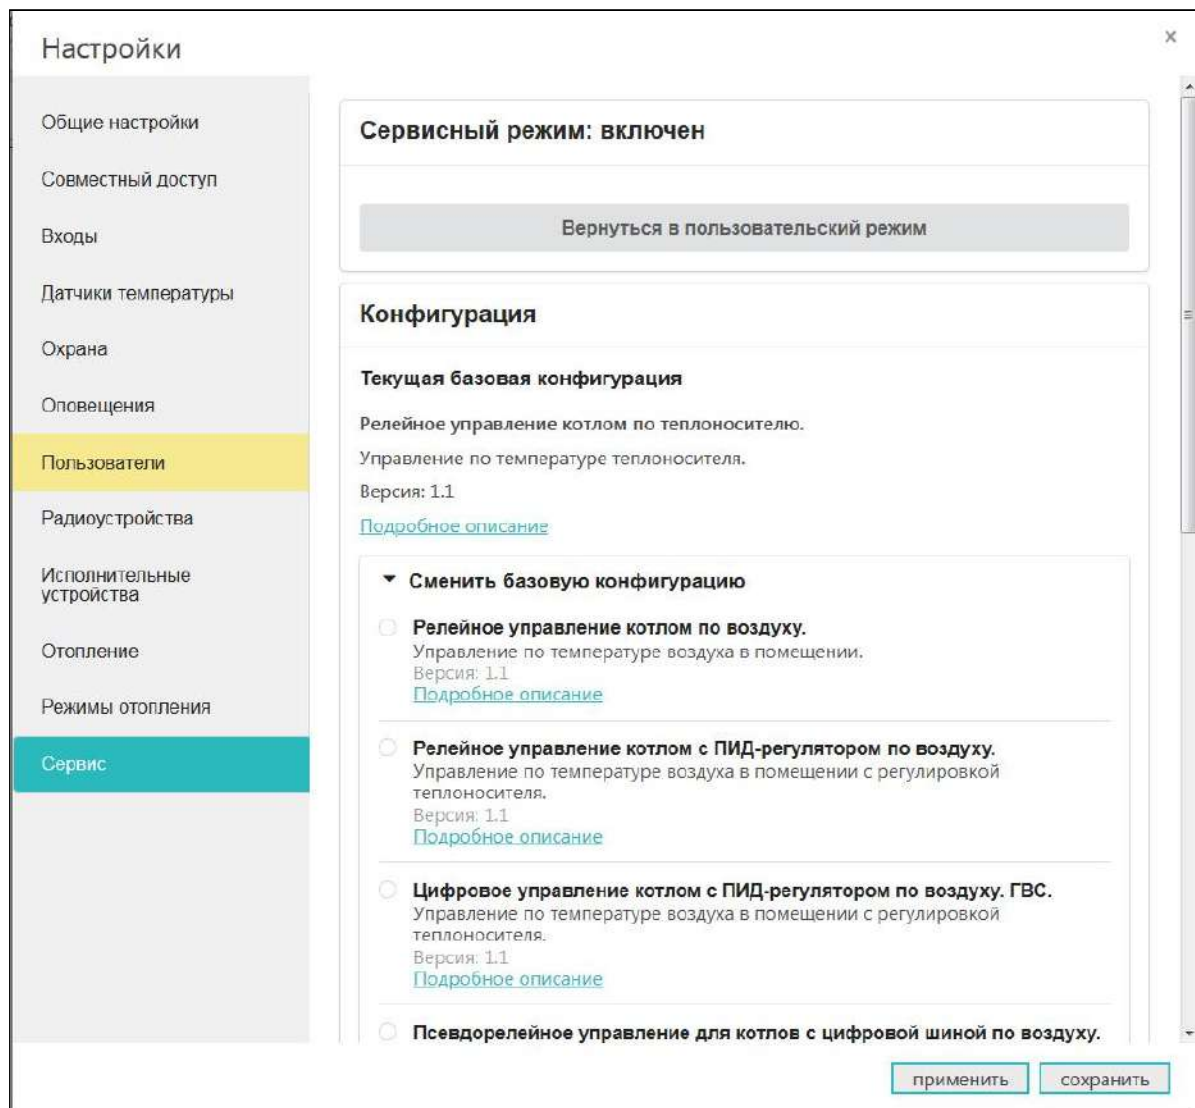 Настройки
×
Общие настройки
Совместный доступ
Входы
Датчики температуры
Охрана
Оповещения
Пользователи
Радиоустройства
Исполнительные
устройства
Отопление
Режимы отопления
Сервис
Сервисный режим: включен
Вернуться в пользовательский режим
Конфигурация
Текущая базовая конфигурация
Релейное управление котлом по теплоносителю.
Управление по температуре теплоносителя.
Версия: 1.1
Подробное описание
Сменить базовую конфигурацию
Релейное управление котлом по воздуху.
Управление по температуре воздуха в помещении.
Версия: 1.1
Подробное описание
Релейное управление котлом с ПИД-регулятором по воздуху.
Управление по температуре воздуха в помещении с регулировкой
теплоносителя.
Версия: 1.1
Подробное описание
Цифровое управление котлом с ПИД-регулятором по воздуху. ГВС.
Управление по температуре воздуха в помещении с регулировкой
теплоносителя.
Версия: 1.1
Подробное описание
Псевдорелейное управление для котлов с цифровой шиной по воздуху.
применить
сохранить